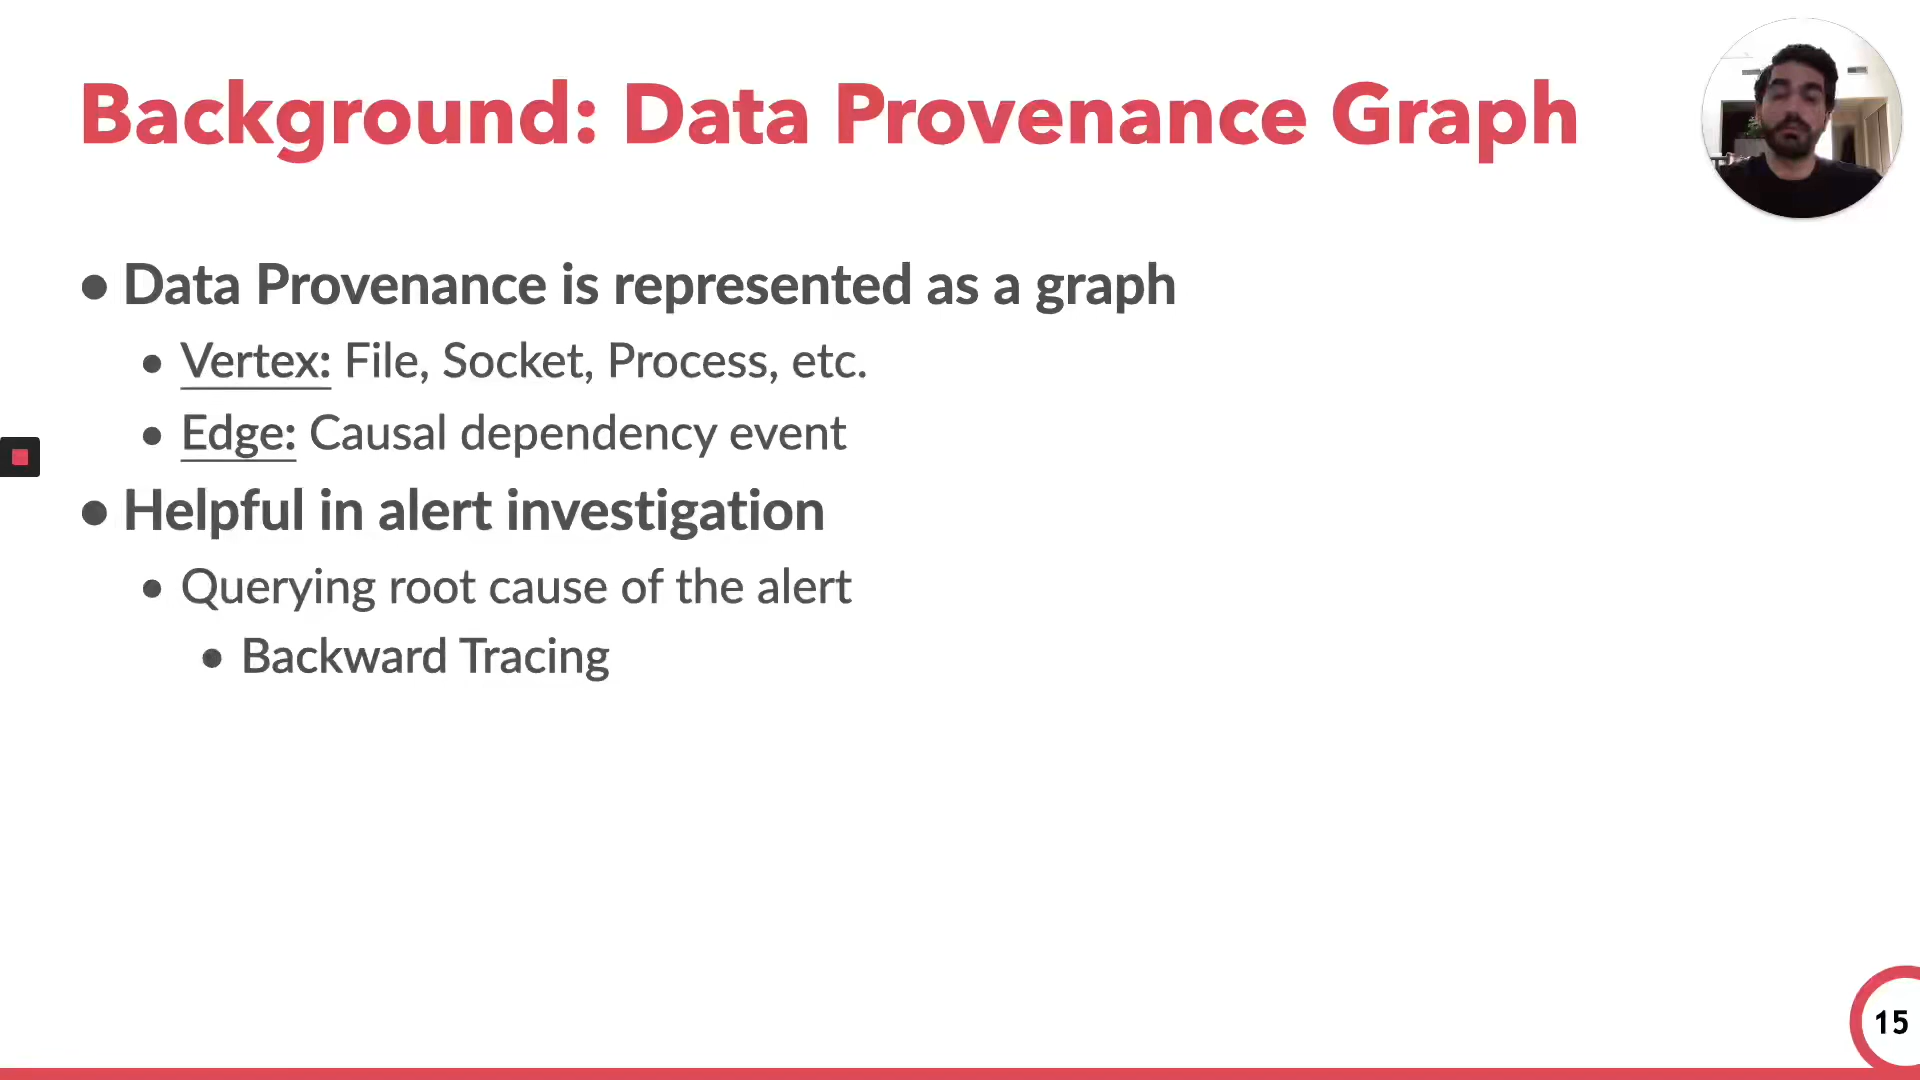 Background: Data Provenance Graph
• Data Provenance is represented as a graph
• Vertex: File, Socket, Process, etc.
• Edge: Causal dependency event
• Helpful in alert investigation
• Querying root cause of the alert
• Backward Tracing
15